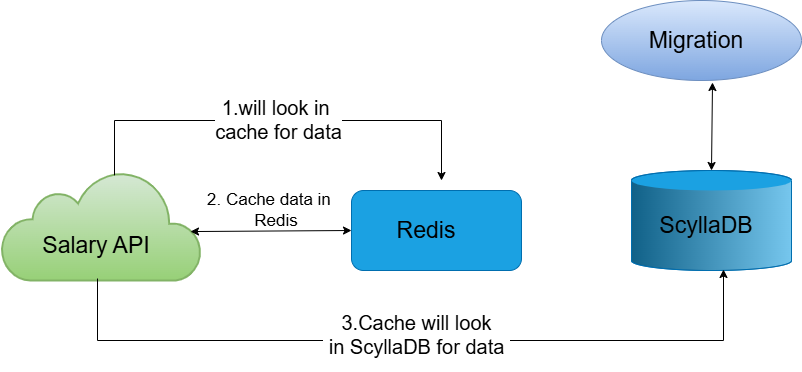 Migration
1.will look in
cache for data
2. Cache data in
Redis
Salary API
Redis
ScyllaDB
3.Cache will look
in ScyllaDB for data